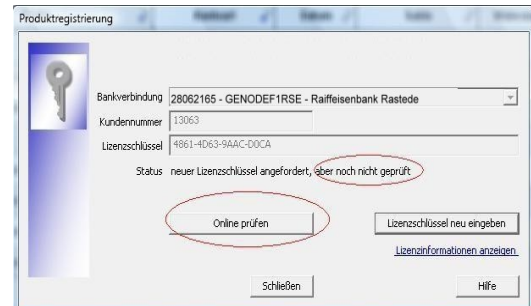 Produktregistrierung
Bankverbindung 28062165 - GENODEF1RSE - Raiffeisenbank Rastede
Kundennummer 13063
Lizenzschlüssel 4861-4D63-9AAC-D0CA
Status neuer Lizenzschlüssel angefordert, aber noch nicht geprüft
Online prüfen Lizenzschlüssel neu eingeben
Lizenzinformationen anzeigen
Schließen Hilfe